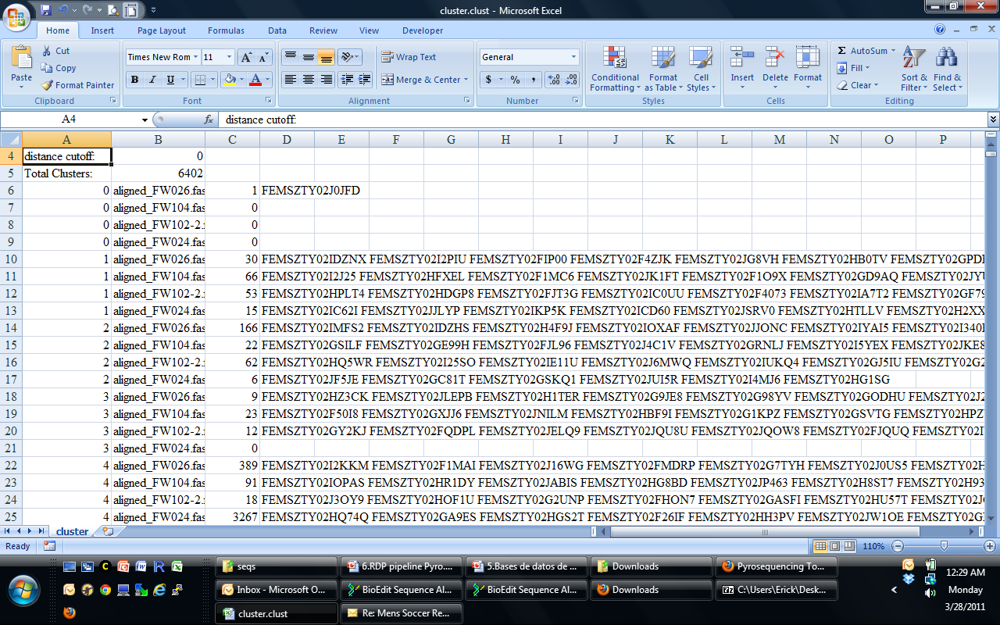 cluster.clust - Microsoft Excel
Home Insert Page Layout Formulas Data Review View Developer
Cut
Copy
Format Painter
Paste
Clipboard
Times New Rom 11
B I U
Font
Wrap Text
Merge & Center
Alignment
General
$ % ,
Number
Conditional Formatting
Format as Table
Cell Styles
Styles
Insert Delete Format
Cells
Σ AutoSum
Fill
Clear
Sort & Filter
Find & Select
Editing
A4 fx distance cutoff:
A B C D E F G H I J K L M N O P
4 distance cutoff: 0
5 Total Clusters: 6402
6 0 aligned_FW026.fas 1 FEMSZTY02J0JFD
7 0 aligned_FW104.fas 0
8 0 aligned_FW102-2.: 0
9 0 aligned_FW024.fas 0
10 1 aligned_FW026.fas 30 FEMSZTY02IDZNX FEMSZTY02I2PIU FEMSZTY02FIP00 FEMSZTY02F4ZJK FEMSZTY02JG8VH FEMSZTY02HB0TV FEMSZTY02GPDI
11 1 aligned_FW104.fas 66 FEMSZTY02I2J25 FEMSZTY02HFXEL FEMSZTY02F1MC6 FEMSZTY02JK1FT FEMSZTY02F1O9X FEMSZTY02GD9AQ FEMSZTY02JYU
12 1 aligned_FW102-2.: 53 FEMSZTY02HPLT4 FEMSZTY02HDGP8 FEMSZTY02FJT3G FEMSZTY02IC0UU FEMSZTY02F4073 FEMSZTY02IA7T2 FEMSZTY02GF79
13 1 aligned_FW024.fas 15 FEMSZTY02IC62I FEMSZTY02JJLYP FEMSZTY02IKP5K FEMSZTY02ICD60 FEMSZTY02JSRV0 FEMSZTY02HTLLV FEMSZTY02H2XX
14 2 aligned_FW026.fas 166 FEMSZTY02IMFS2 FEMSZTY02IDZHS FEMSZTY02H4F9J FEMSZTY02IOXAF FEMSZTY02JJONC FEMSZTY02IYAI5 FEMSZTY02I340I
15 2 aligned_FW104.fas 22 FEMSZTY02GSILF FEMSZTY02GE99H FEMSZTY02FJL96 FEMSZTY02J4C1V FEMSZTY02GRNLJ FEMSZTY02I5YEX FEMSZTY02JKE8
16 2 aligned_FW102-2.: 62 FEMSZTY02HQ5WR FEMSZTY02I25SO FEMSZTY02IE11U FEMSZTY02J6MWQ FEMSZTY02IUKQ4 FEMSZTY02GJ5IU FEMSZTY02G2
17 2 aligned_FW024.fas 6 FEMSZTY02JF5JE FEMSZTY02GC81T FEMSZTY02GSKQ1 FEMSZTY02JUI5R FEMSZTY02I4MJ6 FEMSZTY02HG1SG
18 3 aligned_FW026.fas 9 FEMSZTY02HZ3CK FEMSZTY02JLEPB FEMSZTY02H1TER FEMSZTY02G9JE8 FEMSZTY02G98YV FEMSZTY02GODHU FEMSZTY02J2
19 3 aligned_FW104.fas 23 FEMSZTY02F50I8 FEMSZTY02GXJJ6 FEMSZTY02JNILM FEMSZTY02HBF9I FEMSZTY02G1KPZ FEMSZTY02GSVTG FEMSZTY02HPZ
20 3 aligned_FW102-2.: 12 FEMSZTY02GY2KJ FEMSZTY02FQDPL FEMSZTY02JELQ9 FEMSZTY02JQU8U FEMSZTY02JQOW8 FEMSZTY02FJQUQ FEMSZTY02I
21 3 aligned_FW024.fas 0
22 4 aligned_FW026.fas 389 FEMSZTY02I2KKM FEMSZTY02F1MAI FEMSZTY02J16WG FEMSZTY02FMDRP FEMSZTY02G7TYH FEMSZTY02J0US5 FEMSZTY02H
23 4 aligned_FW104.fas 91 FEMSZTY02IOPAS FEMSZTY02HR1DY FEMSZTY02JABIS FEMSZTY02HG8BD FEMSZTY02JP463 FEMSZTY02H8ST7 FEMSZTY02H93
24 4 aligned_FW102-2.: 18 FEMSZTY02J3OY9 FEMSZTY02HOF1U FEMSZTY02G2UNP FEMSZTY02FHON7 FEMSZTY02GASFI FEMSZTY02HU57T FEMSZTY02J
25 4 aligned_FW024.fas 3267 FEMSZTY02HQ74Q FEMSZTY02GA9ES FEMSZTY02HGS2T FEMSZTY02F26IF FEMSZTY02HH3PV FEMSZTY02JW1OE FEMSZTY02G
cluster
Ready 110%
seqs 6.RDP pipeline Pyro.... 5.Bases de datos de ... Downloads Pyrosequencing To...
12:29 AM
Inbox - Microsoft O... BioEdit Sequence Al... BioEdit Sequence Al... Downloads C:\Users\Erick\Desk...
Monday
cluster.clust Re: Mens Soccer Re...
3/28/2011